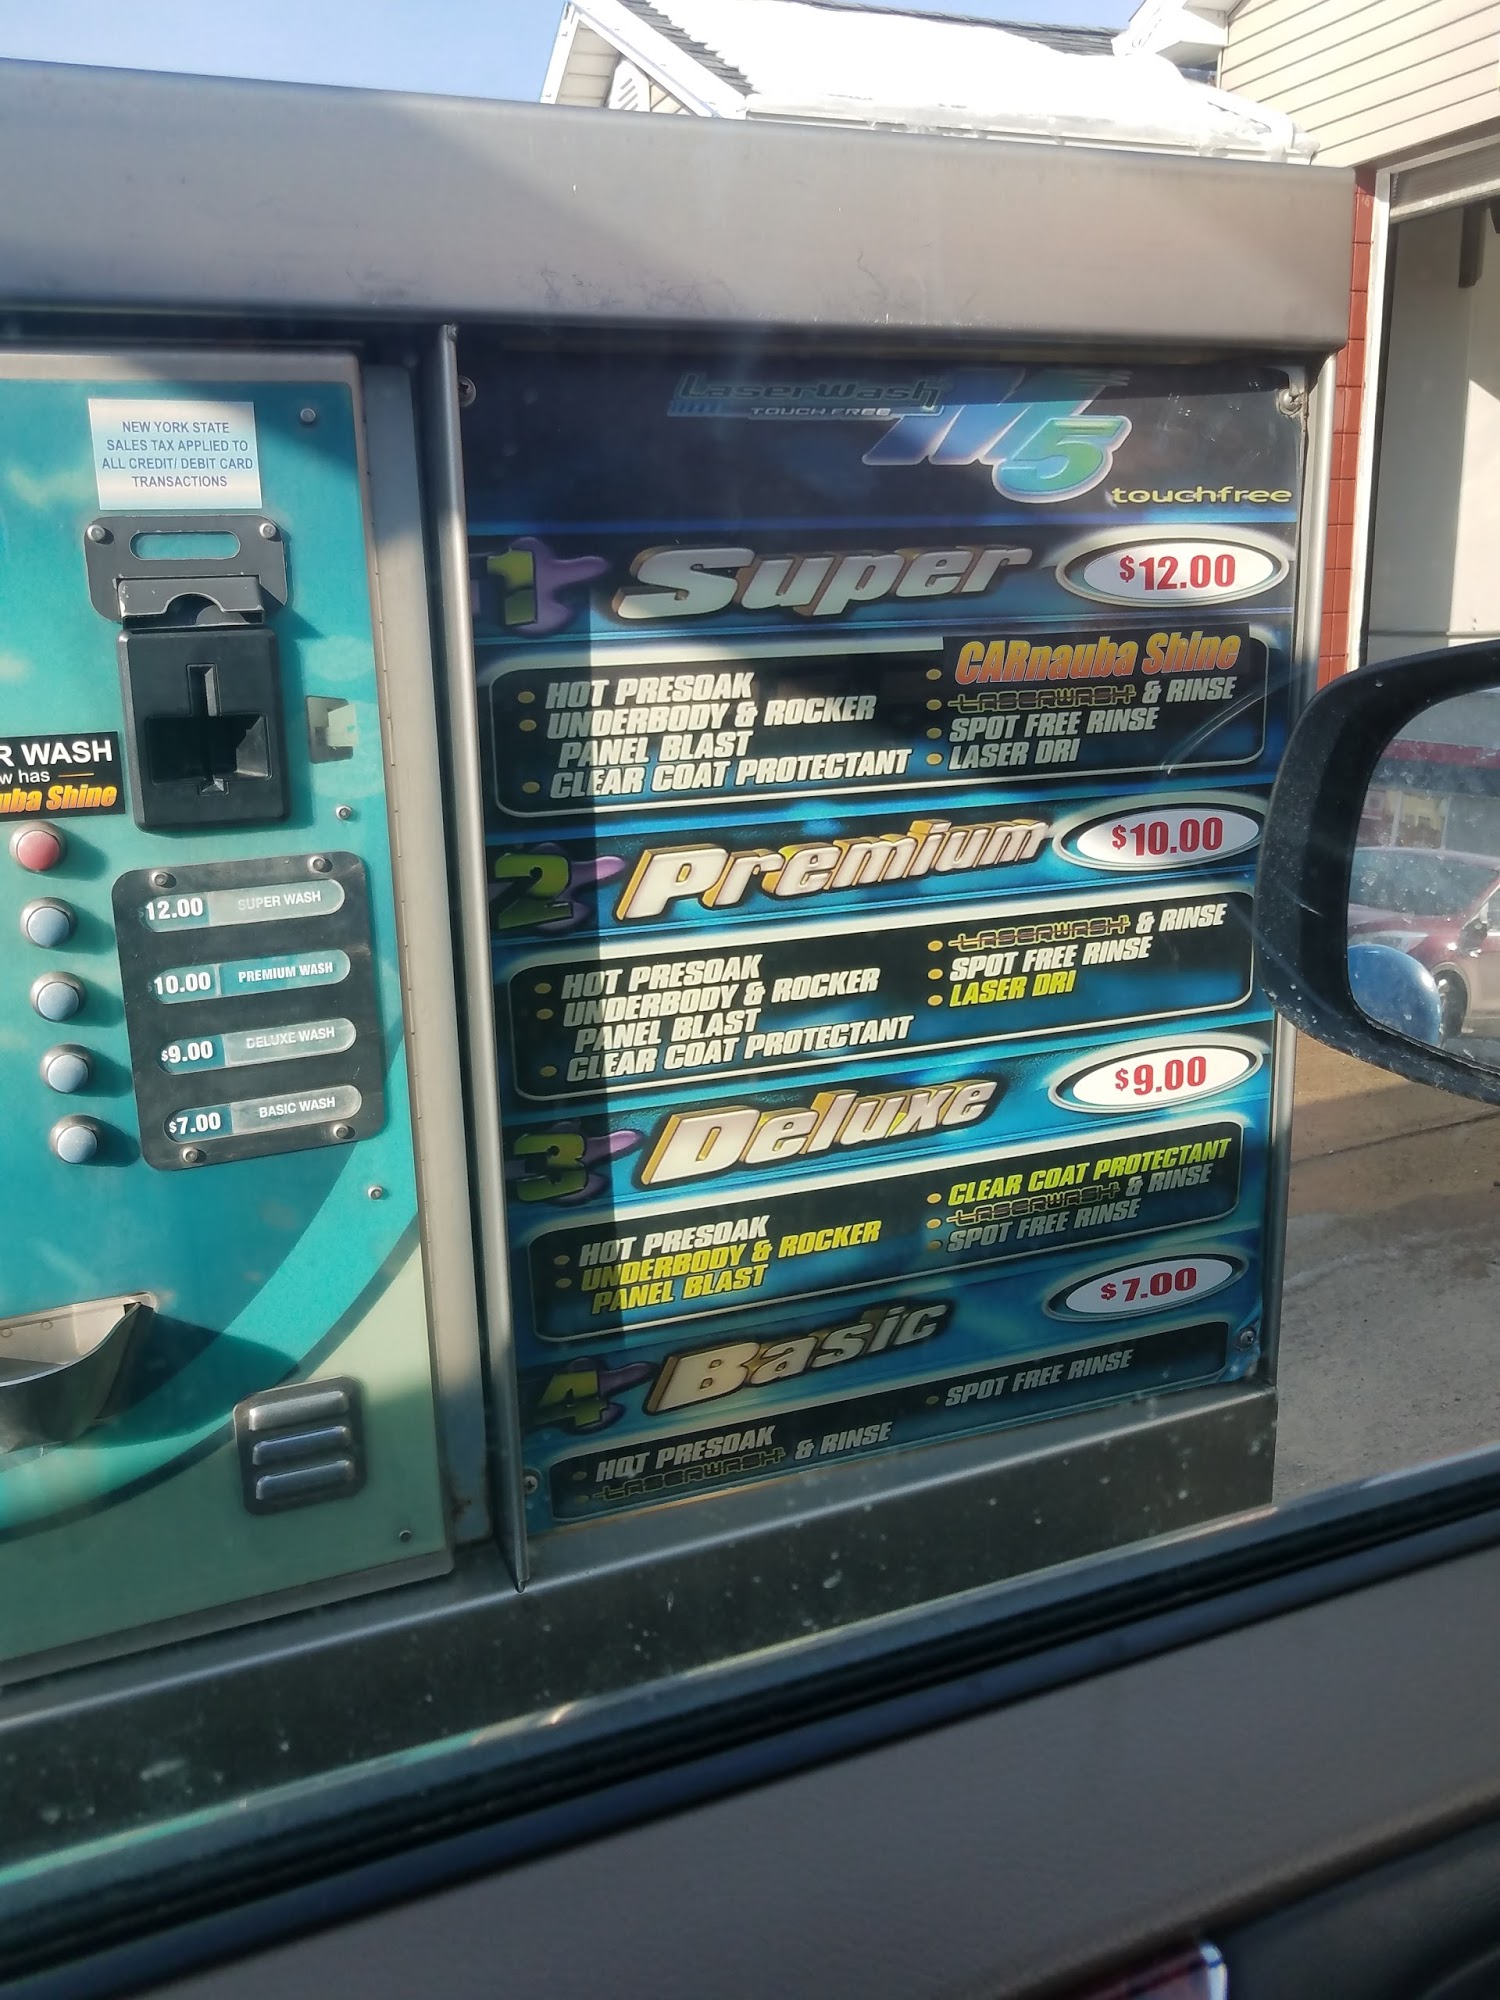 NEW YORK STATE
SALES TAX APPLIED TO
ALL CREDIT/ DEBIT CARD
TRANSACTIONS
R WASH
w has
uba Shine
12.00 SUPER WASH
10.00 PREMIUM WASH
$9.00 DELUXE WASH
$7.00 BASIC WASH
LaserWash
TOUCH FREE
M5
touchfree
1 Super $12.00
HOT PRESOAK
UNDERBODY & ROCKER
PANEL BLAST
CLEAR COAT PROTECTANT
CARnauba Shine
LASERWASH & RINSE
SPOT FREE RINSE
LASER DRI
2 Premium $10.00
HOT PRESOAK
UNDERBODY & ROCKER
PANEL BLAST
CLEAR COAT PROTECTANT
LASERWASH & RINSE
SPOT FREE RINSE
LASER DRI
3 Deluxe $9.00
HOT PRESOAK
UNDERBODY & ROCKER
PANEL BLAST
CLEAR COAT PROTECTANT
LASERWASH & RINSE
SPOT FREE RINSE
4 Basic $7.00
HOT PRESOAK
LASERWASH & RINSE
SPOT FREE RINSE